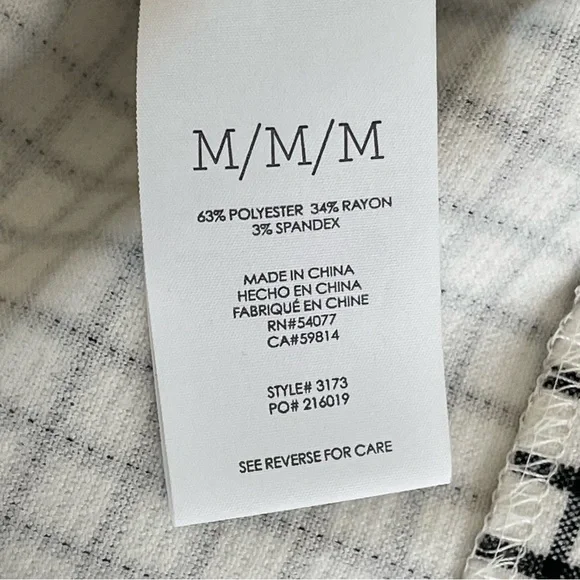 M/M/M
63% POLYESTER 34% RAYON
3% SPANDEX
MADE IN CHINA
HECHO EN CHINA
FABRIQUÉ EN CHINE
RN#54077
CA#59814
STYLE# 3173
PO# 216019
SEE REVERSE FOR CARE